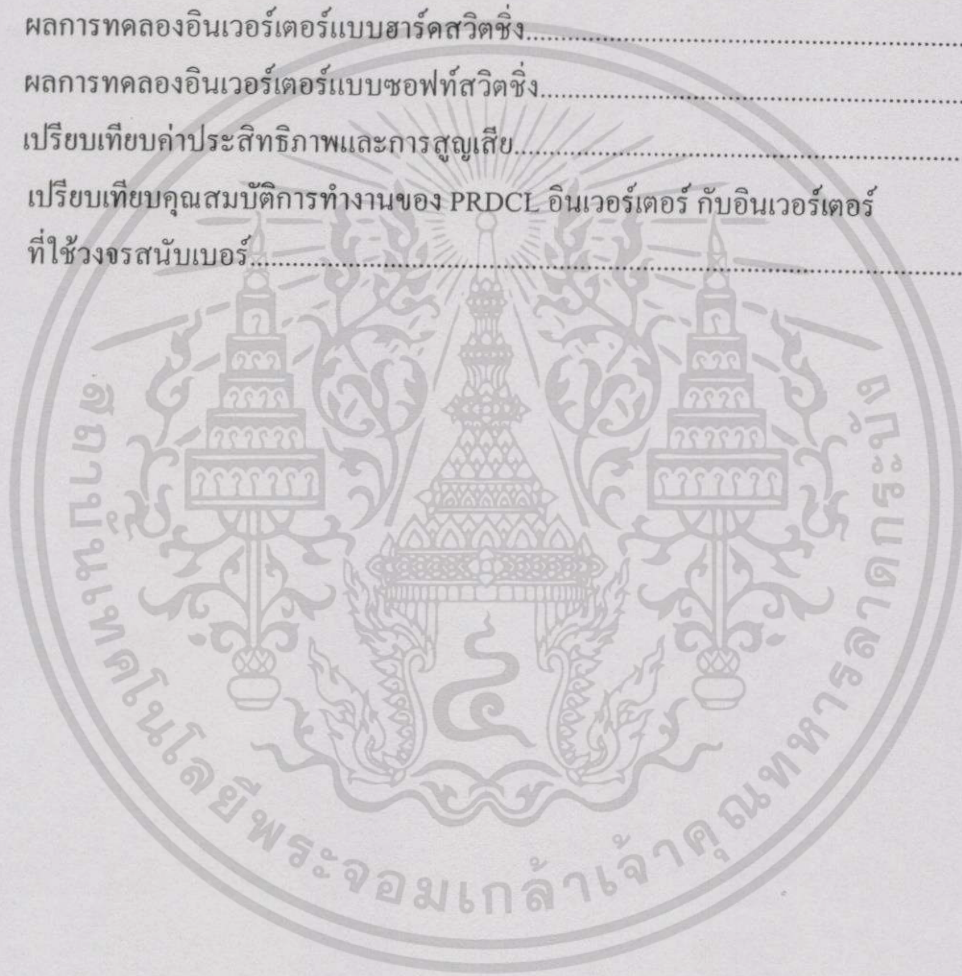 ผลการทดลองอินเวอร์เตอร์แบบฮาร์ดสวิตชิ่ง
ผลการทดลองอินเวอร์เตอร์แบบซอฟท์สวิตชิ่ง
เปรียบเทียบค่าประสิทธิภาพและการสูญเสีย
เปรียบเทียบคุณสมบัติการทำงานของ PRDCL อินเวอร์เตอร์ กับอินเวอร์เตอร์
ที่ใช้วงจรสนับเบอร์
สถาบันเทคโนโลยีพระจอมเกล้าเจ้าคุณทหารลาดกระบัง
๔